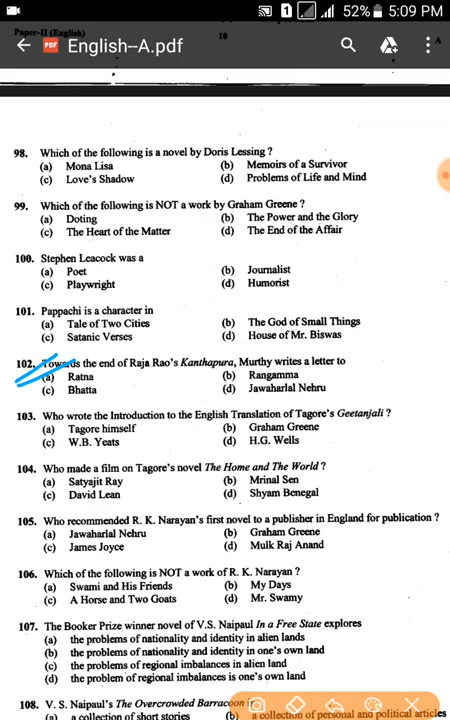 1 52% 5:09 PM
Paper-II (English) 10 A
English--A.pdf
98. Which of the following is a novel by Doris Lessing ?
(a) Mona Lisa (b) Memoirs of a Survivor
(c) Love's Shadow (d) Problems of Life and Mind
99. Which of the following is NOT a work by Graham Greene ?
(a) Doting (b) The Power and the Glory
(c) The Heart of the Matter (d) The End of the Affair
100. Stephen Leacock was a
(a) Poet (b) Journalist
(c) Playwright (d) Humorist
101. Pappachi is a character in
(a) Tale of Two Cities (b) The God of Small Things
(c) Satanic Verses (d) House of Mr. Biswas
102. Towards the end of Raja Rao's Kanthapura, Murthy writes a letter to
(a) Ratna (b) Rangamma
(c) Bhatta (d) Jawaharlal Nehru
103. Who wrote the Introduction to the English Translation of Tagore's Geetanjali ?
(a) Tagore himself (b) Graham Greene
(c) W.B. Yeats (d) H.G. Wells
104. Who made a film on Tagore's novel The Home and The World ?
(a) Satyajit Ray (b) Mrinal Sen
(c) David Lean (d) Shyam Benegal
105. Who recommended R. K. Narayan's first novel to a publisher in England for publication ?
(a) Jawaharlal Nehru (b) Graham Greene
(c) James Joyce (d) Mulk Raj Anand
106. Which of the following is NOT a work of R. K. Narayan ?
(a) Swami and His Friends (b) My Days
(c) A Horse and Two Goats (d) Mr. Swamy
107. The Booker Prize winner novel of V.S. Naipaul In a Free State explores
(a) the problems of nationality and identity in alien lands
(b) the problems of nationality and identity in one's own land
(c) the problems of regional imbalances in alien land
(d) the problem of regional imbalances is one's own land
108. V. S. Naipaul's The Overcrowded Barracoon is
(a) a collection of short stories (b) a collection of personal and political articles